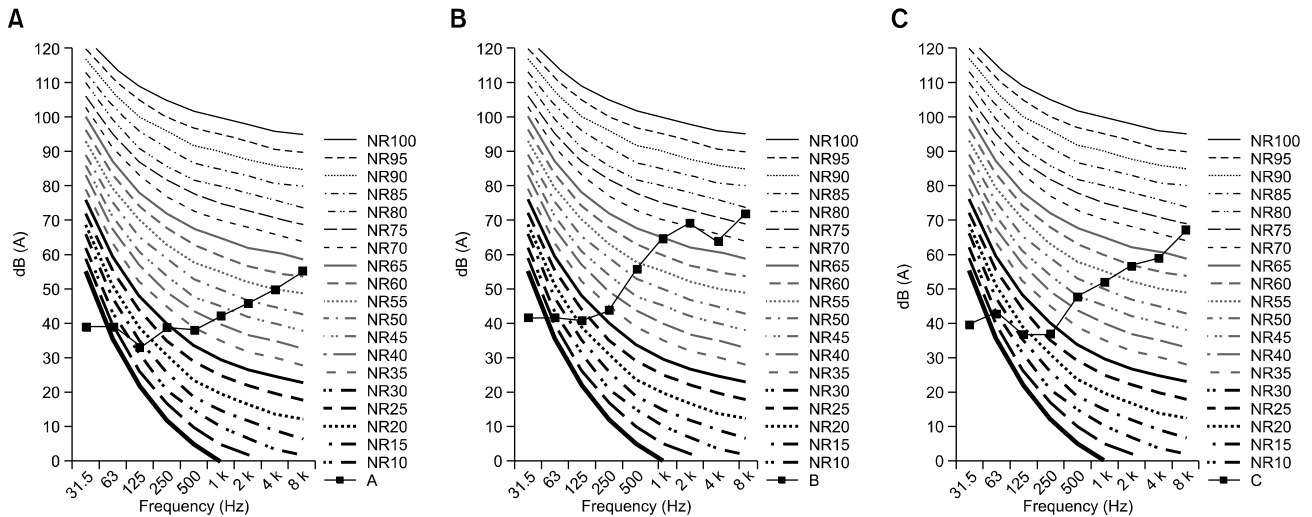 A
dB (A)
120
110
100
90
80
70
60
50
40
30
20
10
0
31.5
63
125
250
500
1 k
2 k
4 k
8 k
Frequency (Hz)
NR100
NR95
NR90
NR85
NR80
NR75
NR70
NR65
NR60
NR55
NR50
NR45
NR40
NR35
NR30
NR25
NR20
NR15
NR10
A
B
dB (A)
120
110
100
90
80
70
60
50
40
30
20
10
0
31.5
63
125
250
500
1 k
2 k
4 k
8 k
Frequency (Hz)
NR100
NR95
NR90
NR85
NR80
NR75
NR70
NR65
NR60
NR55
NR50
NR45
NR40
NR35
NR30
NR25
NR20
NR15
NR10
B
C
dB (A)
120
110
100
90
80
70
60
50
40
30
20
10
0
31.5
63
125
250
500
1 k
2 k
4 k
8 k
Frequency (Hz)
NR100
NR95
NR90
NR85
NR80
NR75
NR70
NR65
NR60
NR55
NR50
NR45
NR40
NR35
NR30
NR25
NR20
NR15
NR10
C